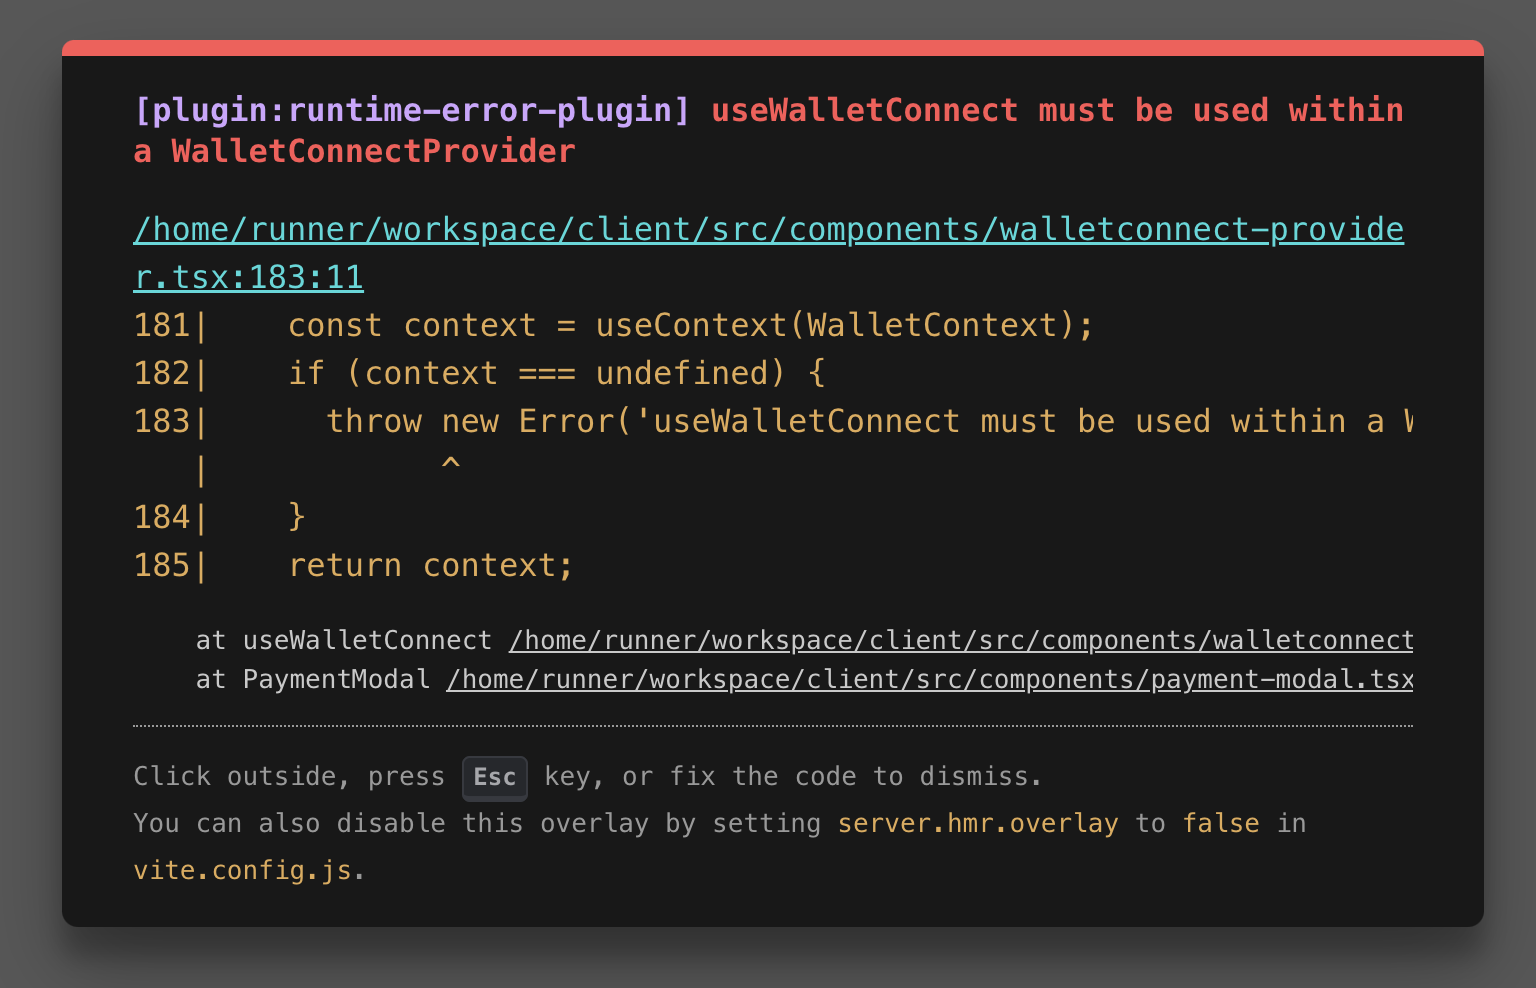 [plugin:runtime-error-plugin] useWalletConnect must be used within
a WalletConnectProvider
/home/runner/workspace/client/src/components/walletconnect-provide
r.tsx:183:11
181|    const context = useContext(WalletContext);
182|    if (context === undefined) {
183|      throw new Error('useWalletConnect must be used within a
   |            ^
184|    }
185|    return context;
at useWalletConnect /home/runner/workspace/client/src/components/walletconnect
at PaymentModal /home/runner/workspace/client/src/components/payment-modal.tsx
Click outside, press Esc key, or fix the code to dismiss.
You can also disable this overlay by setting server.hmr.overlay to false in
vite.config.js.